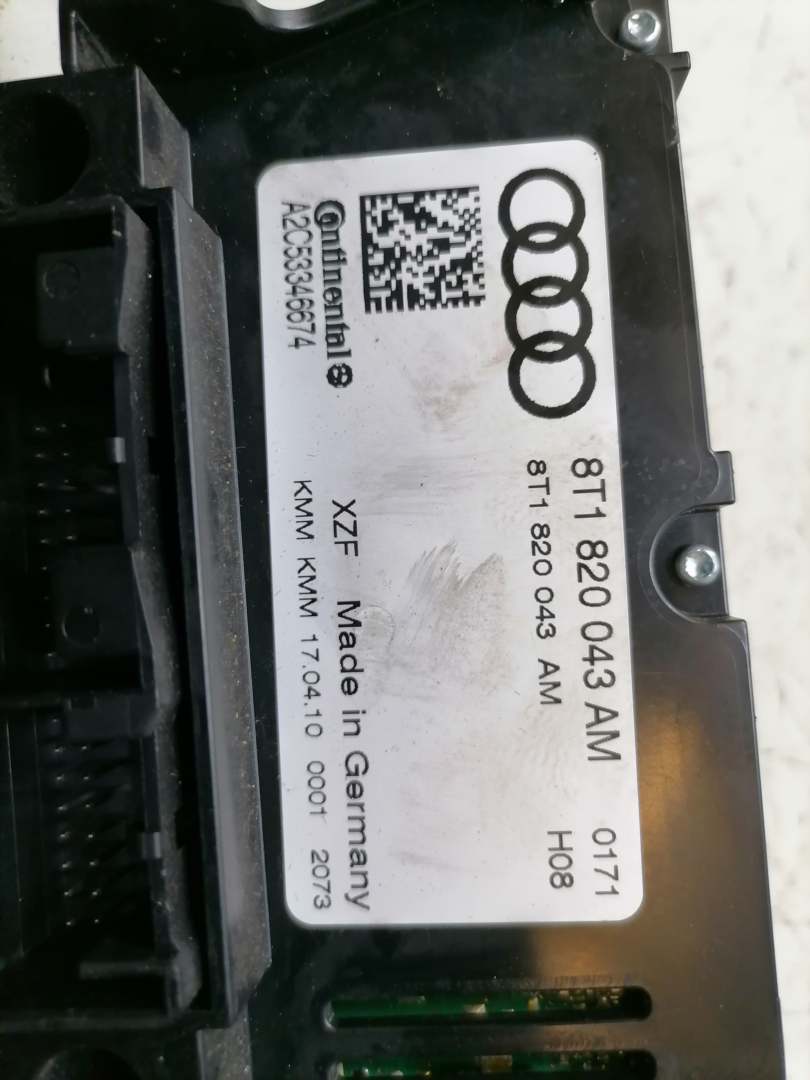 8T1 820 043 AM 0171
8T1 820 043 AM H08
XZF Made in Germany
Continental
A2C53346674
KMM KMM 17.04.10 0001 2073